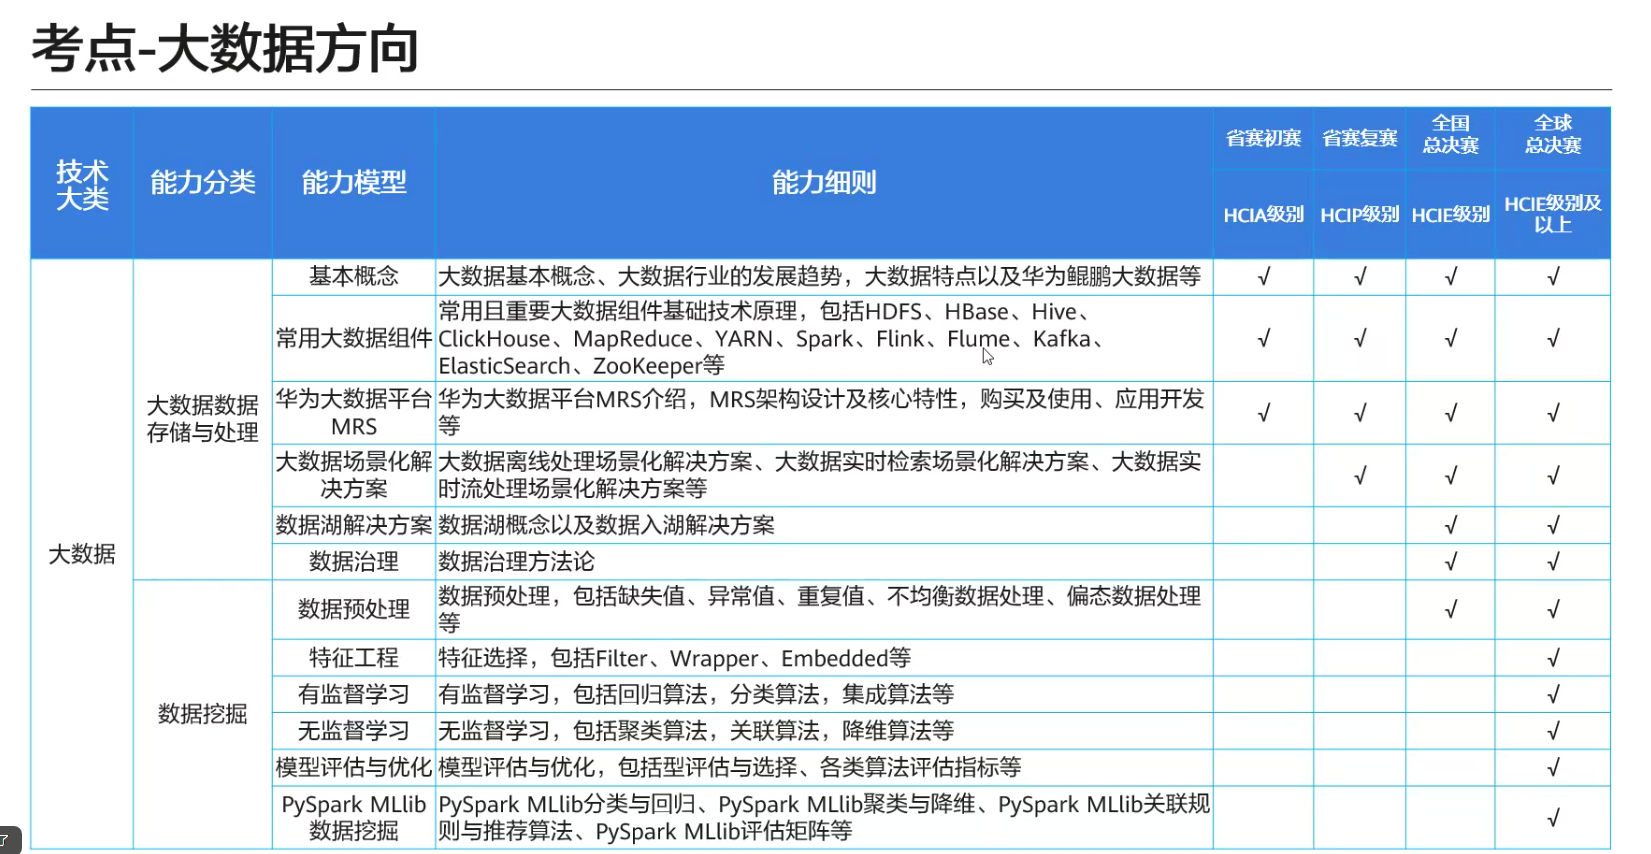 考点-大数据方向
技术
大类
能力分类
能力模型
能力细则
省赛初赛
省赛复赛
全国
总决赛
全球
总决赛
HCIA级别
HCIP级别
HCIE级别
HCIE级别及
以上
大数据
大数据数据
存储与处理
基本概念
大数据基本概念、大数据行业的发展趋势，大数据特点以及华为鲲鹏大数据等
√ √ √ √
常用大数据组件
常用且重要大数据组件基础技术原理，包括HDFS、HBase、Hive、
ClickHouse、MapReduce、YARN、Spark、Flink、Flume、Kafka、
ElasticSearch、ZooKeeper等
√ √ √ √
华为大数据平台
MRS
华为大数据平台MRS介绍，MRS架构设计及核心特性，购买及使用、应用开发
等
√ √ √ √
大数据场景化解
决方案
大数据离线处理场景化解决方案、大数据实时检索场景化解决方案、大数据实
时流处理场景化解决方案等
√ √ √
数据湖解决方案
数据湖概念以及数据入湖解决方案
√ √
数据治理
数据治理方法论
√ √
数据挖掘
数据预处理
数据预处理，包括缺失值、异常值、重复值、不均衡数据处理、偏态数据处理
等
√ √
特征工程
特征选择，包括Filter、Wrapper、Embedded等
√
有监督学习
有监督学习，包括回归算法，分类算法，集成算法等
√
无监督学习
无监督学习，包括聚类算法，关联算法，降维算法等
√
模型评估与优化
模型评估与优化，包括型评估与选择、各类算法评估指标等
√
PySpark MLlib
数据挖掘
PySpark MLlib分类与回归、PySpark MLlib聚类与降维、PySpark MLlib关联规
则与推荐算法、PySpark MLlib评估矩阵等
√